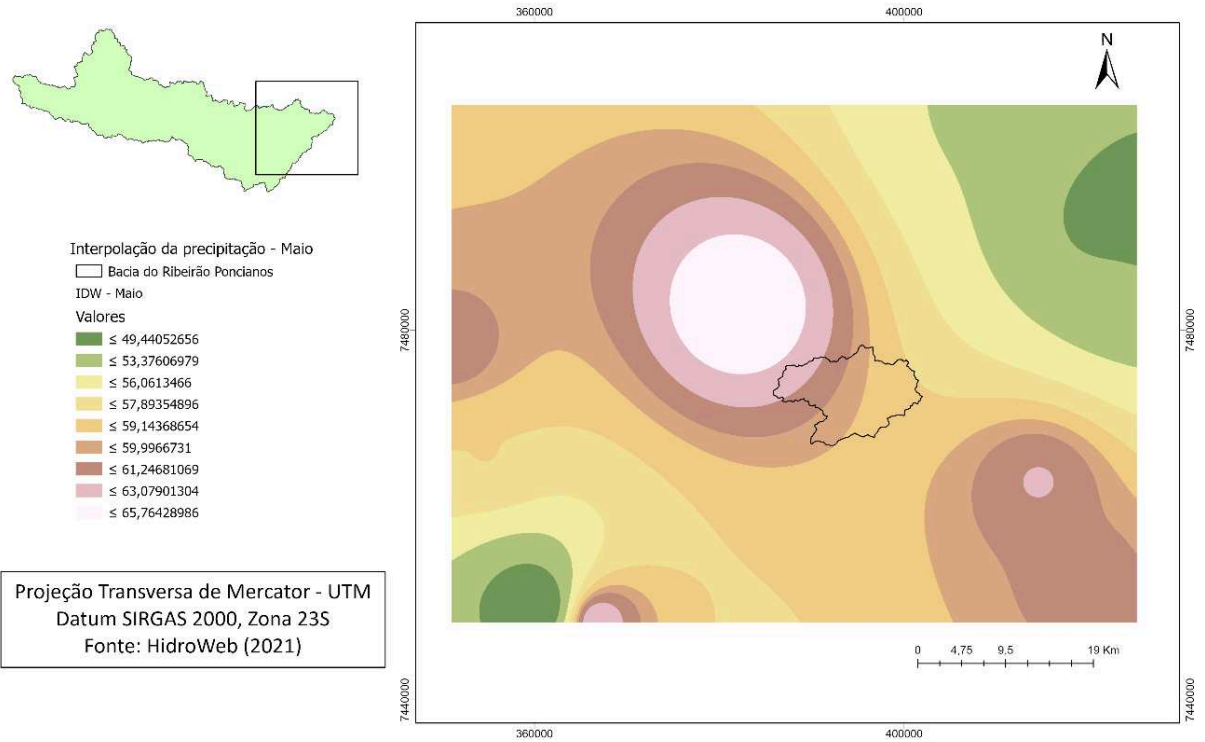 360000
400000
N
7480000
7480000
Interpolação da precipitação - Maio
Bacia do Ribeirão Poncianos
IDW - Maio
Valores
≤ 49,44052656
≤ 53,37606979
≤ 56,0613466
≤ 57,89354896
≤ 59,14368654
≤ 59,9966731
≤ 61,24681069
≤ 63,07901304
≤ 65,76428986
Projeção Transversa de Mercator - UTM
Datum SIRGAS 2000, Zona 23S
Fonte: HidroWeb (2021)
0 4,75 9,5 19 Km
7440000
7440000
360000
400000